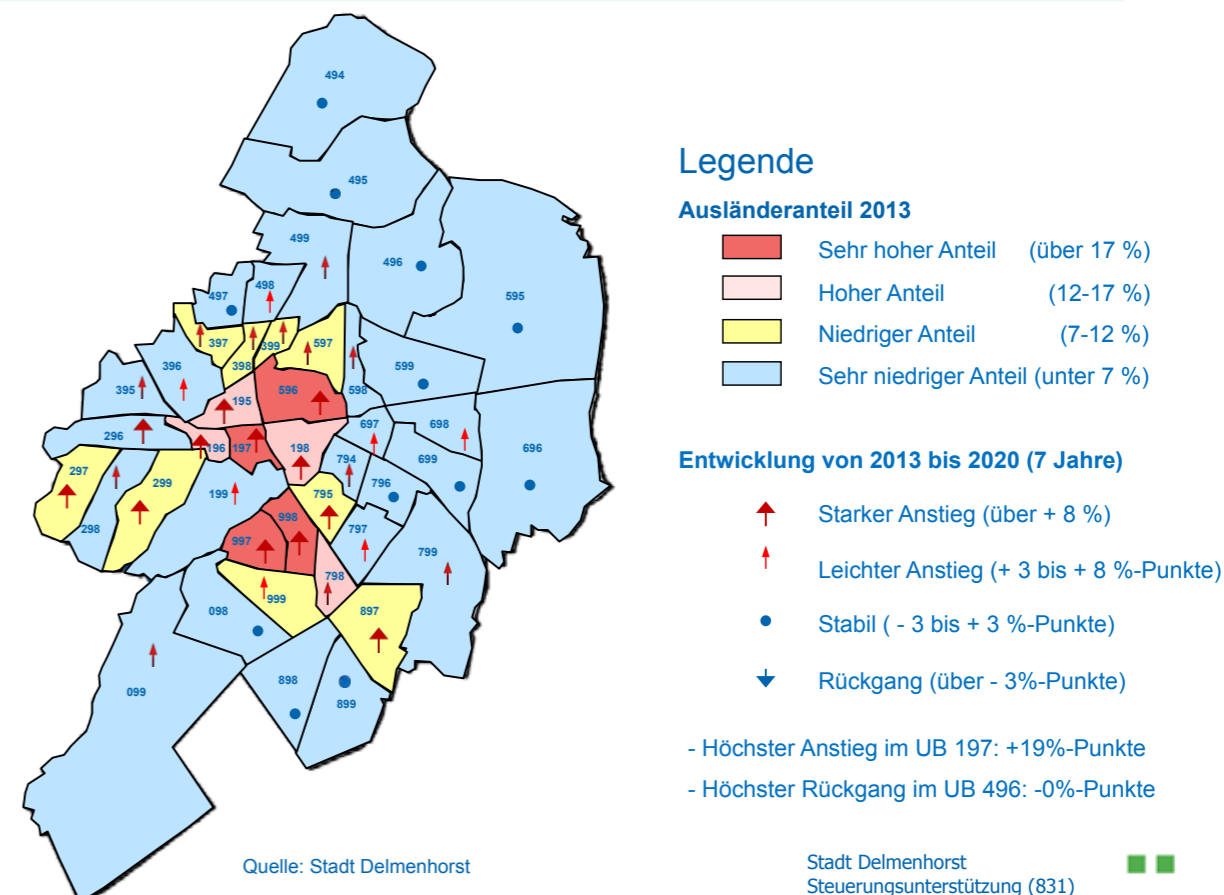 494
495
499
496
498
497
595
397
399
597
398
396
599
395
598
596
195
697
698
296
196
197
198
696
794
699
297
299
796
199
795
298
998
797
997
799
798
999
098
897
898
099
899
Legende
Ausländeranteil 2013
Sehr hoher Anteil (über 17 %)
Hoher Anteil (12-17 %)
Niedriger Anteil (7-12 %)
Sehr niedriger Anteil (unter 7 %)
Entwicklung von 2013 bis 2020 (7 Jahre)
Starker Anstieg (über + 8 %)
Leichter Anstieg (+ 3 bis + 8 %-Punkte)
Stabil ( - 3 bis + 3 %-Punkte)
Rückgang (über - 3%-Punkte)
- Höchster Anstieg im UB 197: +19%-Punkte
- Höchster Rückgang im UB 496: -0%-Punkte
Quelle: Stadt Delmenhorst
Stadt Delmenhorst
Steuerungsunterstützung (831)